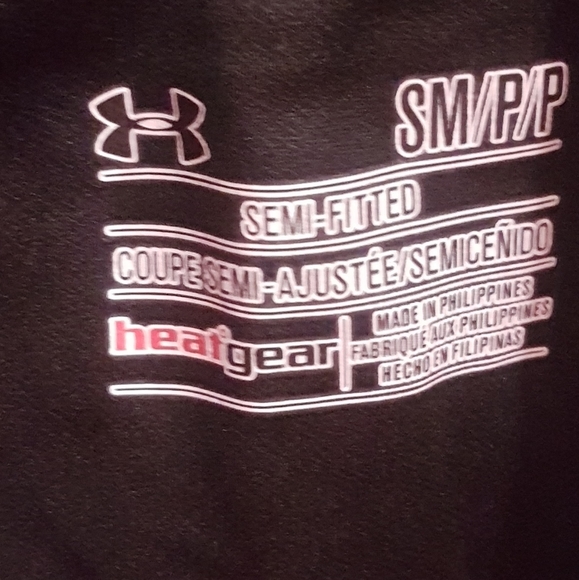 SM/P/P
SEMI-FITTED
COUPE SEMI-AJUSTÉE/SEMICEÑIDO
heatgear
MADE IN PHILIPPINES
FABRIQUÉ AUX PHILIPPINES
HECHO EN FILIPINAS